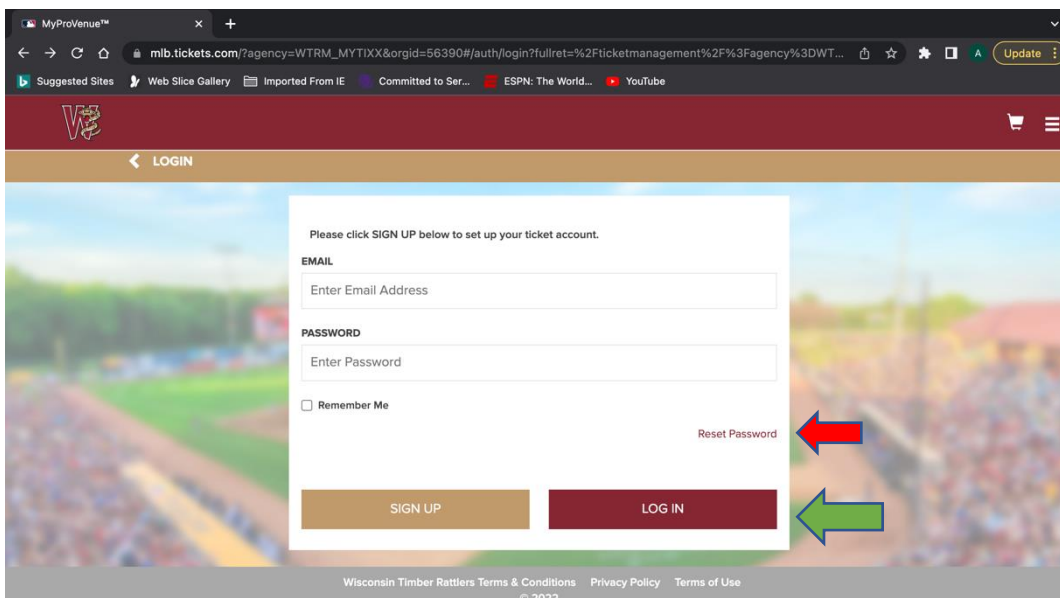 MyProVenue™
mlb.tickets.com/?agency=WTRM_MYTIXX&orgid=56390#/auth/login?fullret=%2Fticketmanagement%2F%3Fagency%3DWT... A Update
Suggested Sites Web Slice Gallery Imported From IE Committed to Ser... ESPN: The World... YouTube
W
LOGIN
Please click SIGN UP below to set up your ticket account.
EMAIL
Enter Email Address
PASSWORD
Enter Password
Remember Me
Reset Password
SIGN UP LOG IN
Wisconsin Timber Rattlers Terms & Conditions Privacy Policy Terms of Use
© 2022